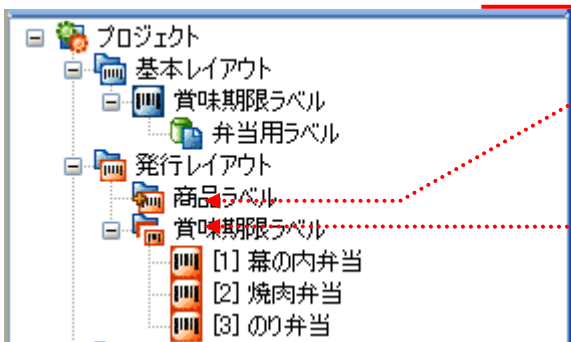 プロジェクト
基本レイアウト
賞味期限ラベル
弁当用ラベル
発行レイアウト
商品ラベル
賞味期限ラベル
[1] 幕の内弁当
[2] 焼肉弁当
[3] のり弁当